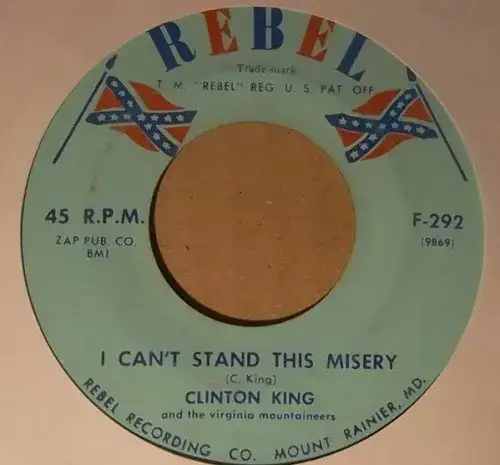 REBEL
Trade-mark
T. M. "REBEL" REG. U. S. PAT. OFF
45 R.P.M.
ZAP PUB. CO.
BMI
F-292
(9869)
I CAN'T STAND THIS MISERY
(C. King)
CLINTON KING
and the virginia mountaineers
REBEL RECORDING CO. MOUNT RAINIER, MD.